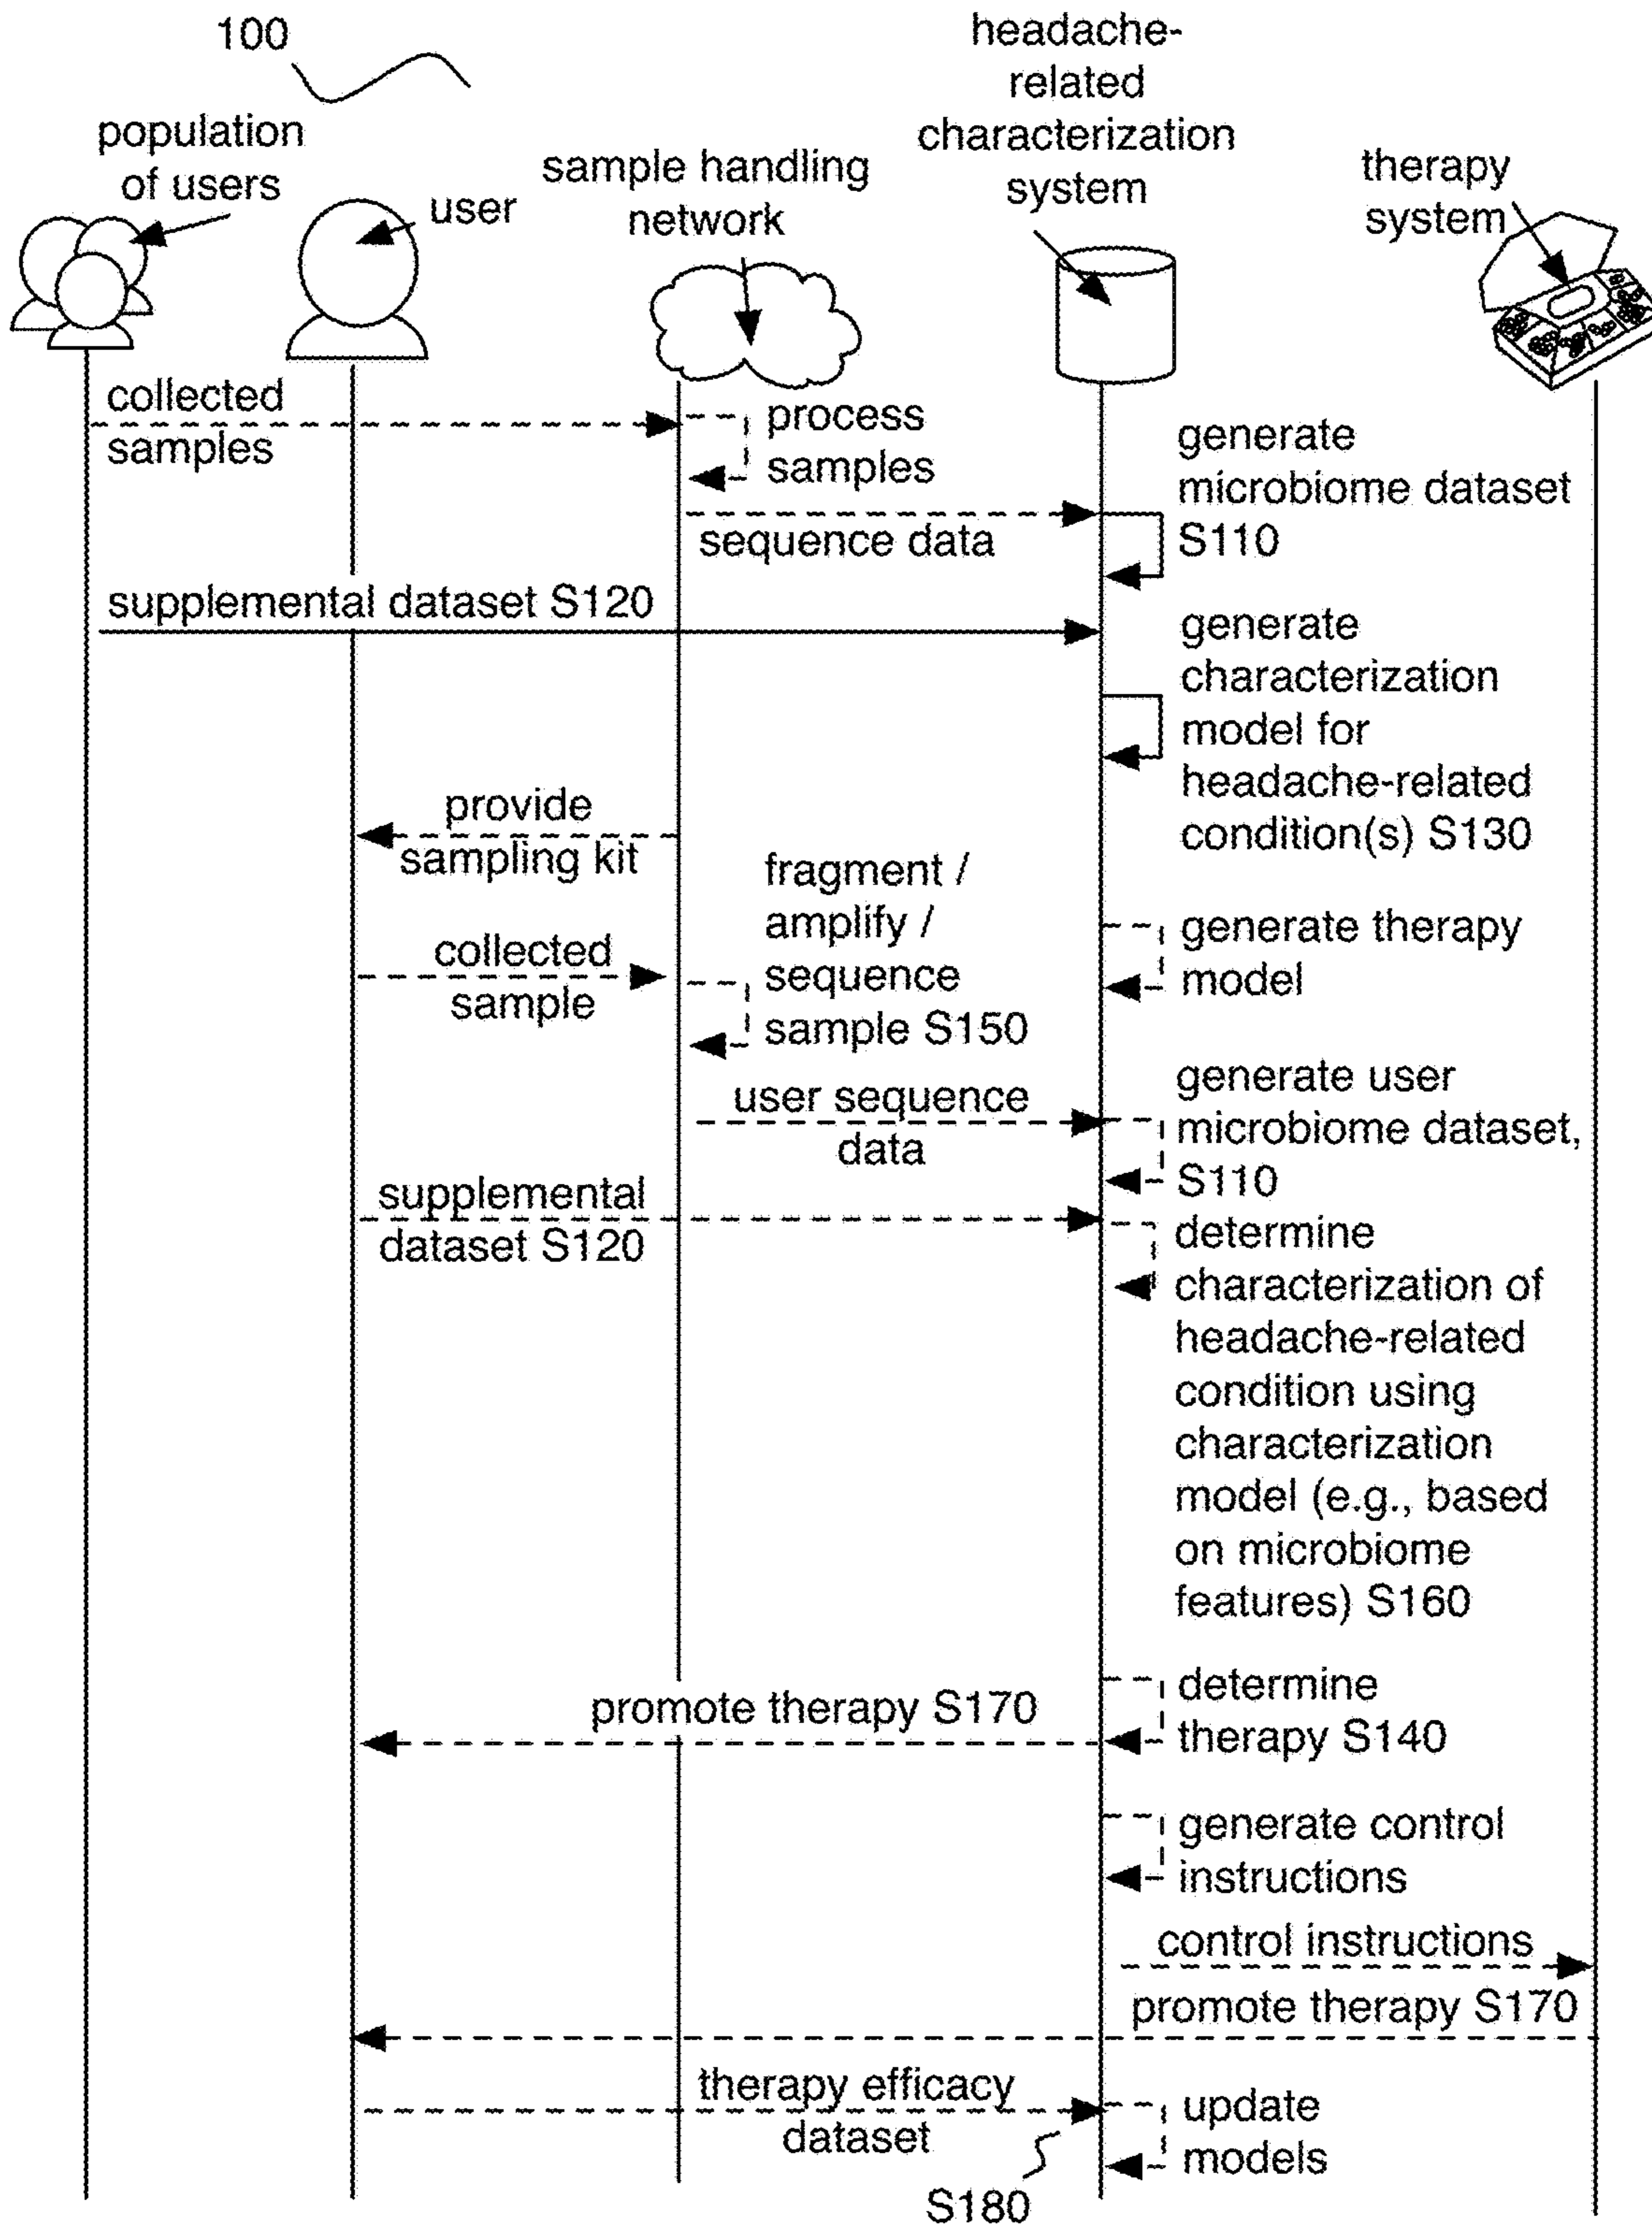 100
population
of users
user
sample handling
network
headache-
related
characterization
system
therapy
system
collected
samples
process
samples
sequence data
generate
microbiome dataset
S110
supplemental dataset S120
generate
characterization
model for
headache-related
condition(s) S130
provide
sampling kit
fragment /
amplify /
sequence
sample S150
collected
sample
generate therapy
model
user sequence
data
generate user
microbiome dataset,
S110
supplemental
dataset S120
determine
characterization of
headache-related
condition using
characterization
model (e.g., based
on microbiome
features) S160
promote therapy S170
determine
therapy S140
generate control
instructions
control instructions
promote therapy S170
therapy efficacy
dataset
update
models
S180